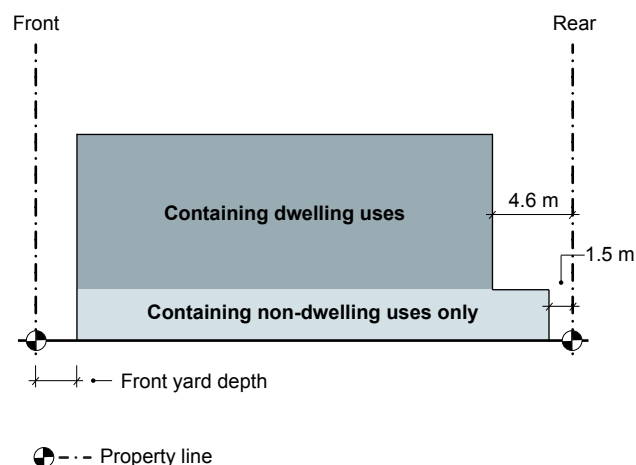 Front
Rear
Containing dwelling uses
4.6 m
1.5 m
Containing non-dwelling uses only
Front yard depth
Property line